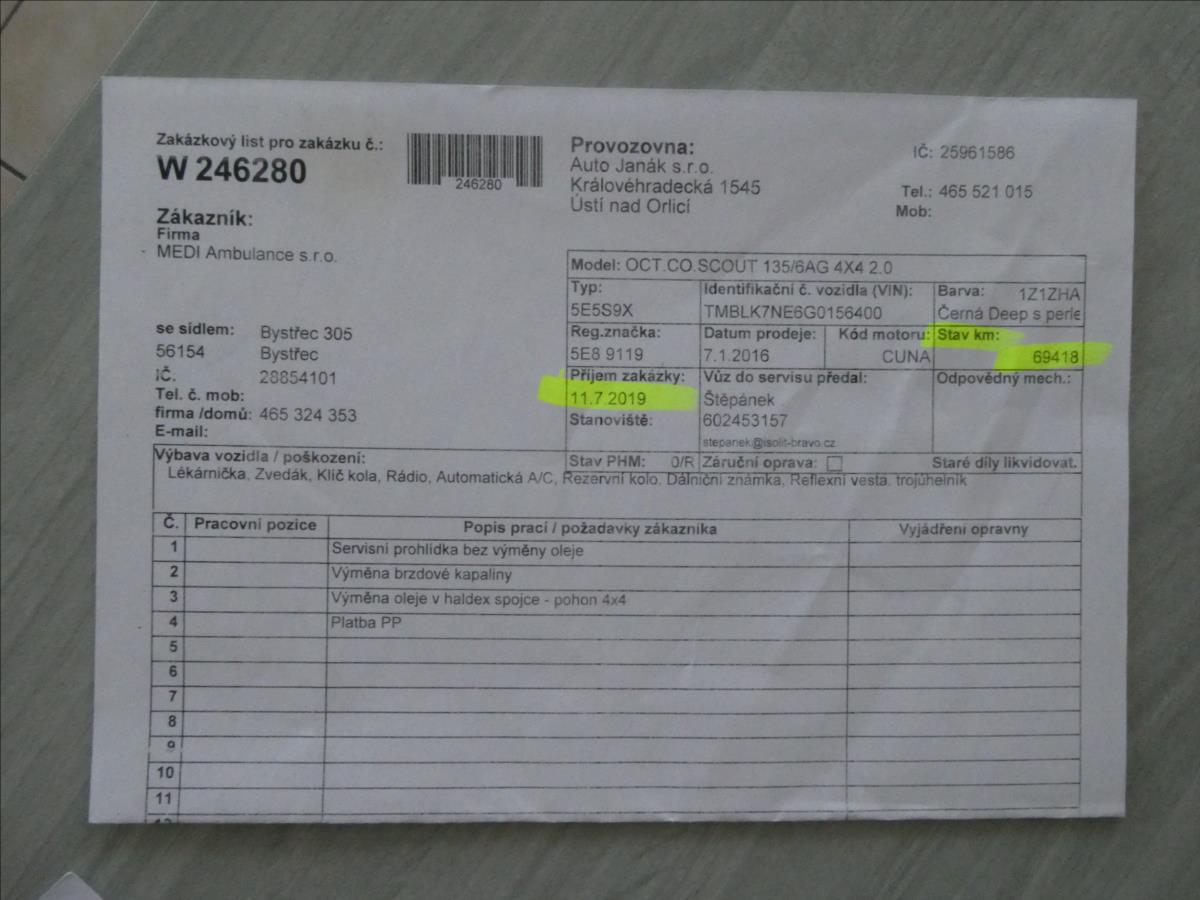 Zakázkový list pro zakázku č.:
W 246280
246280
Zákazník:
Firma
MEDI Ambulance s.r.o.
se sídlem: Bystřec 305
56154 Bystřec
IČ. 28854101
Tel. č. mob:
firma /domů: 465 324 353
E-mail:
Provozovna:
Auto Janák s.r.o.
Královéhradecká 1545
Ústí nad Orlicí
IČ: 25961586
Tel.: 465 521 015
Mob:
Model: OCT.CO.SCOUT 135/6AG 4X4 2.0
Typ: Identifikační č. vozidla (VIN): Barva: 1Z1ZHA
5E5S9X TMBLK7NE6G0156400 Černá Deep s perle
Reg.značka: Datum prodeje: Kód motoru: Stav km:
5E8 9119 7.1.2016 CUNA 69418
Příjem zakázky: Vůz do servisu předal: Odpovědný mech.:
11.7.2019 Štěpánek
Stanoviště: 602453157
stepanek@isolit-bravo.cz
Stav PHM: 0/R Záruční oprava: Staré díly likvidovat.
Výbava vozidla / poškození:
Lékárnička, Zvedák, Klíč kola, Rádio, Automatická A/C, Rezervní kolo, Dálniční známka, Reflexní vesta, trojúhelník
Č. Pracovní pozice Popis prací / požadavky zákazníka Vyjádření opravny
1 Servisní prohlídka bez výměny oleje
2 Výměna brzdové kapaliny
3 Výměna oleje v haldex spojce - pohon 4x4
4 Platba PP
5
6
7
8
9
10
11